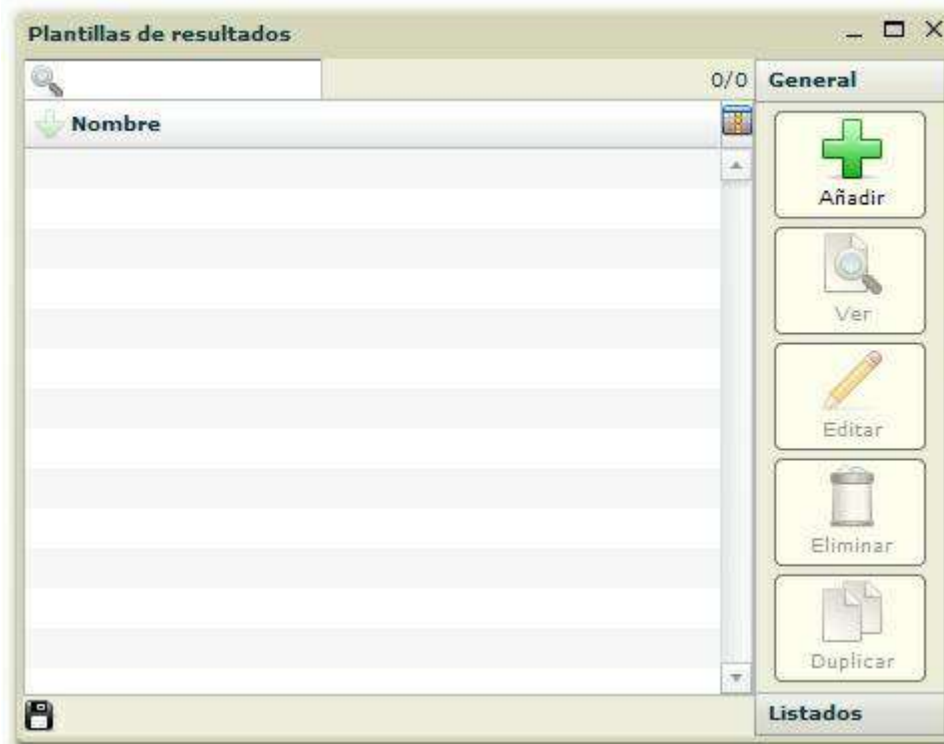 Plantillas de resultados
0/0
General
Nombre
Añadir
Ver
Editar
Eliminar
Duplicar
Listados